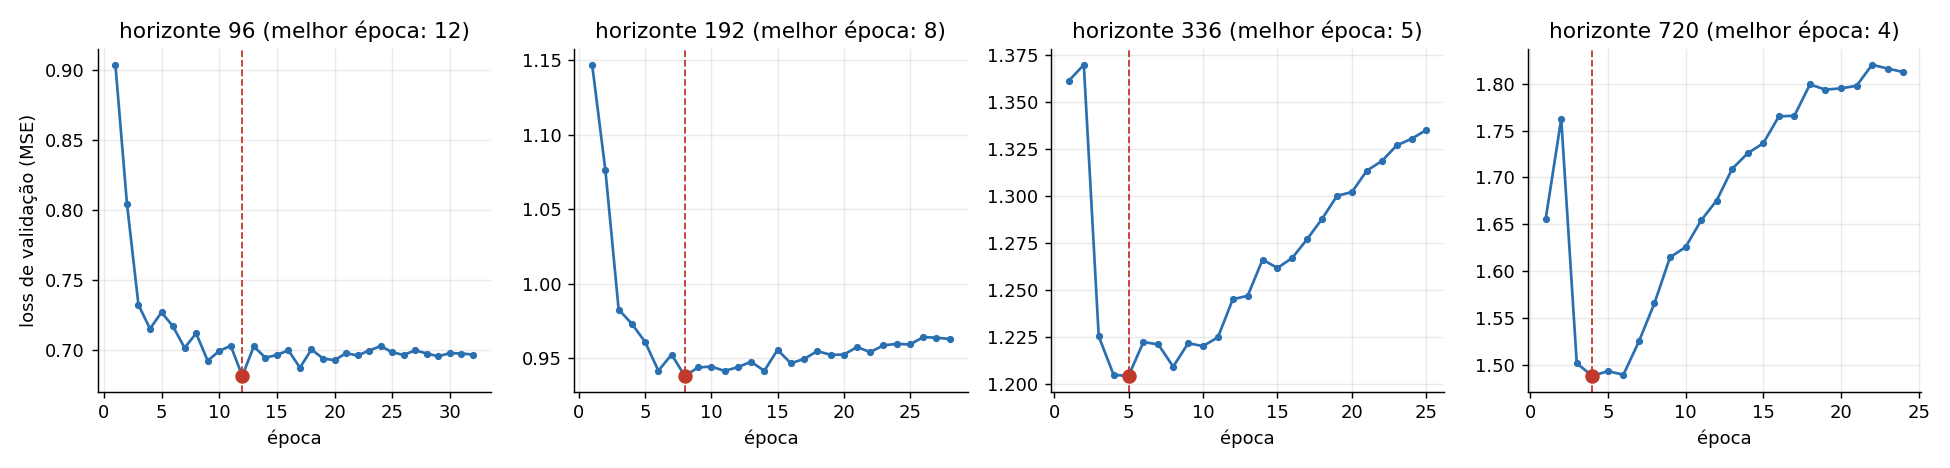 horizonte 96 (melhor época: 12)
loss de validação (MSE)
0.90
0.85
0.80
0.75
0.70
0 5 10 15 20 25 30
época
horizonte 192 (melhor época: 8)
1.15
1.10
1.05
1.00
0.95
0 5 10 15 20 25
época
horizonte 336 (melhor época: 5)
1.375
1.350
1.325
1.300
1.275
1.250
1.225
1.200
0 5 10 15 20 25
época
horizonte 720 (melhor época: 4)
1.80
1.75
1.70
1.65
1.60
1.55
1.50
0 5 10 15 20 25
época